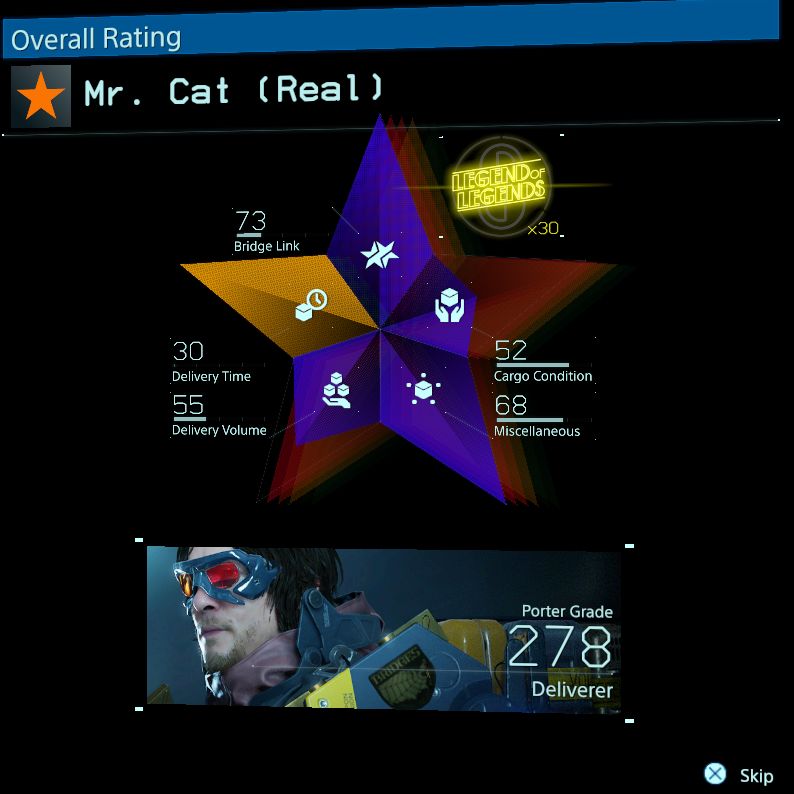 Overall Rating
Mr. Cat (Real)
LEGEND OF
LEGENDS
x30
73
Bridge Link
30
Delivery Time
52
Cargo Condition
55
Delivery Volume
68
Miscellaneous
BRIDGES
Porter Grade
278
Deliverer
Skip